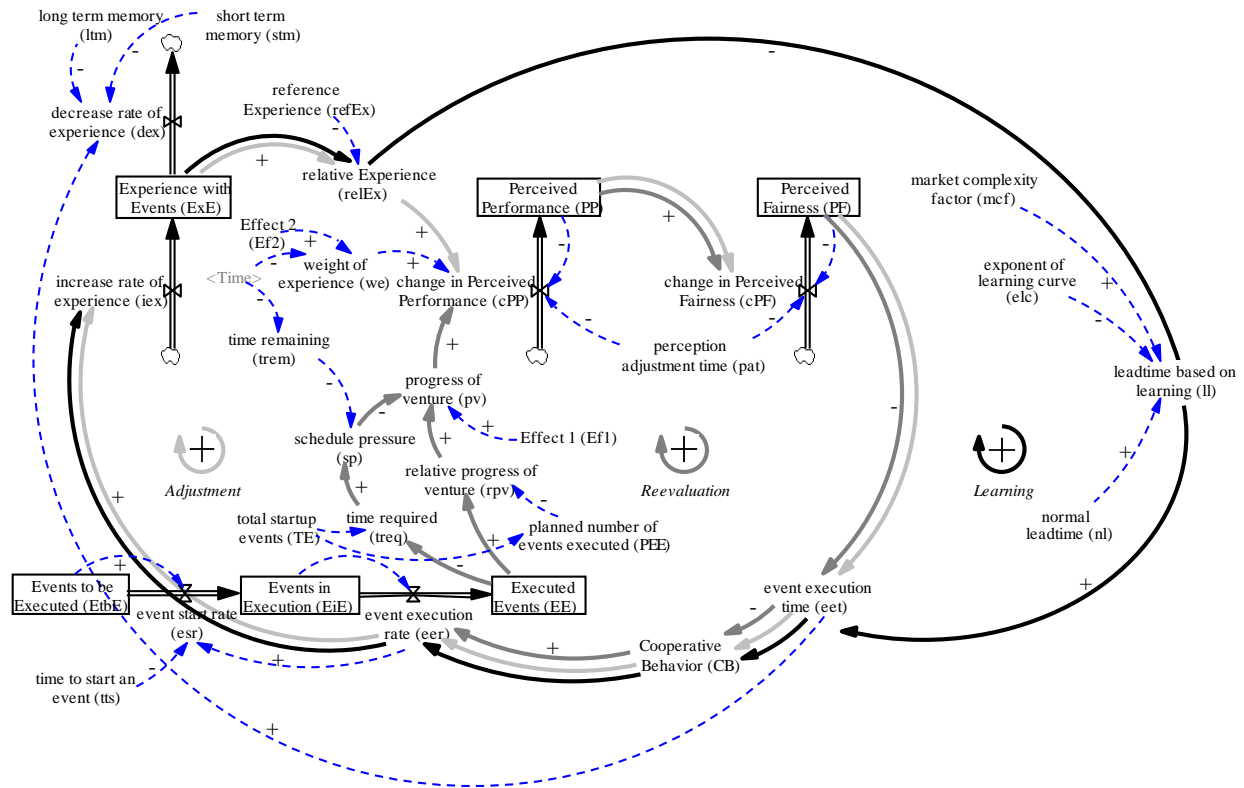 long term memory
(ltm)
short term
memory (stm)
-
-
decrease rate of
experience (dex)
reference
Experience (refEx)
-
-
+
relative Experience
(relEx)
Experience with
Events (ExE)
Perceived
Performance (PP)
Perceived
Fairness (PF)
market complexity
factor (mcf)
+
+
Effect 2
(Ef2)
+
-
-
<Time>
-
weight of
experience (we)
+
change in Perceived
Performance (cPP)
change in Perceived
Fairness (cPF)
increase rate of
experience (iex)
exponent of
learning curve
(elc)
+
-
-
-
-
time remaining
(trem)
+
perception
adjustment time (pat)
-
progress of
venture (pv)
leadtime based on
learning (ll)
-
-
+
+
Effect 1 (Ef1)
schedule pressure
(sp)
+
+
+
+
+
relative progress of
venture (rpv)
Adjustment
Reevaluation
Learning
+
+
-
total startup
events (TE)
time required
(treq)
planned number of
events executed (PEE)
normal
leadtime (nl)
+
-
+
Events to be
Executed (EtbE)
Events in
Execution (EiE)
Executed
Events (EE)
+
event start rate
(esr)
event execution
rate (eer)
event execution
time (eet)
-
+
+
Cooperative
Behavior (CB)
-
time to start an
event (tts)
+